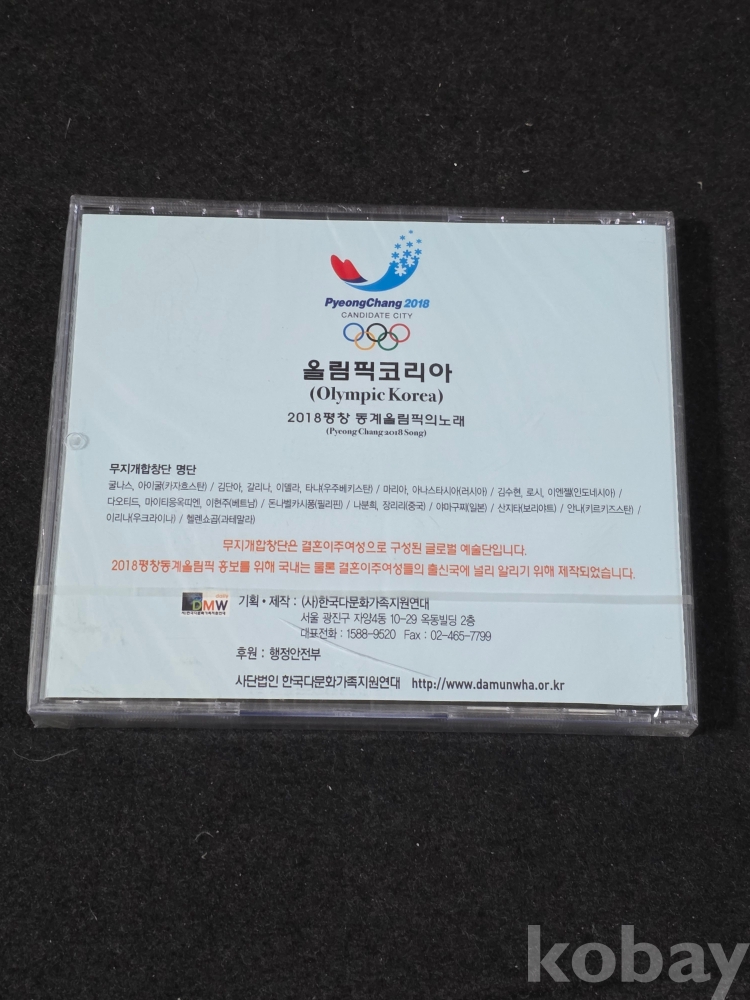 PyeongChang 2018
CANDIDATE CITY
올림픽코리아
(Olympic Korea)
2018평창 동계올림픽의노래
(Pyeong Chang 2018 Song)
무지개합창단 명단
굴나스, 아이굴(카자흐스탄) / 김단아, 갈리나, 이델라, 타냐(우주베키스탄) / 마리아, 아나스타시아(러시아) / 김수현, 로시, 이엔젤(인도네시아) /
다오티드, 마이티응옥띠엔, 이현주(베트남) / 돈나벨카시퐁(필리핀) / 나분희, 장리리(중국) / 야마구찌(일본) / 산지타(보리야트) / 안나(키르키즈스탄) /
이리나(우크라이나) / 헬렌쇼곱(과테말라)
무지개합창단은 결혼이주여성으로 구성된 글로벌 예술단입니다.
2018평창동계올림픽 홍보를 위해 국내는 물론 결혼이주여성들의 출신국에 널리 알리기 위해 제작되었습니다.
DMW
기획 • 제작 : (사)한국다문화가족지원연대
서울 광진구 자양4동 10-29 옥동빌딩 2층
대표전화 : 1588-9520 Fax : 02-465-7799
후원 : 행정안전부
사단법인 한국다문화가족지원연대 http://www.damunwha.or.kr
kobay